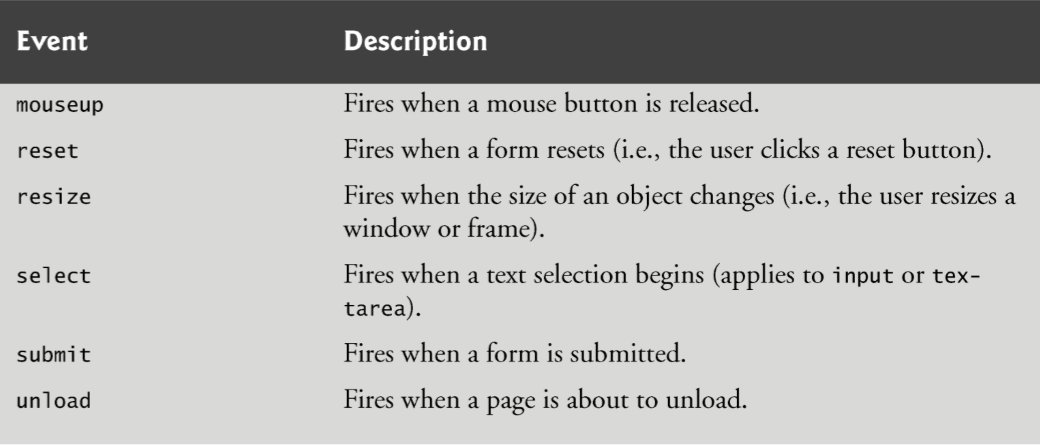 Event Description
mouseup Fires when a mouse button is released.
reset Fires when a form resets (i.e., the user clicks a reset button).
resize Fires when the size of an object changes (i.e., the user resizes a
window or frame).
select Fires when a text selection begins (applies to input or tex-
tarea).
submit Fires when a form is submitted.
unload Fires when a page is about to unload.